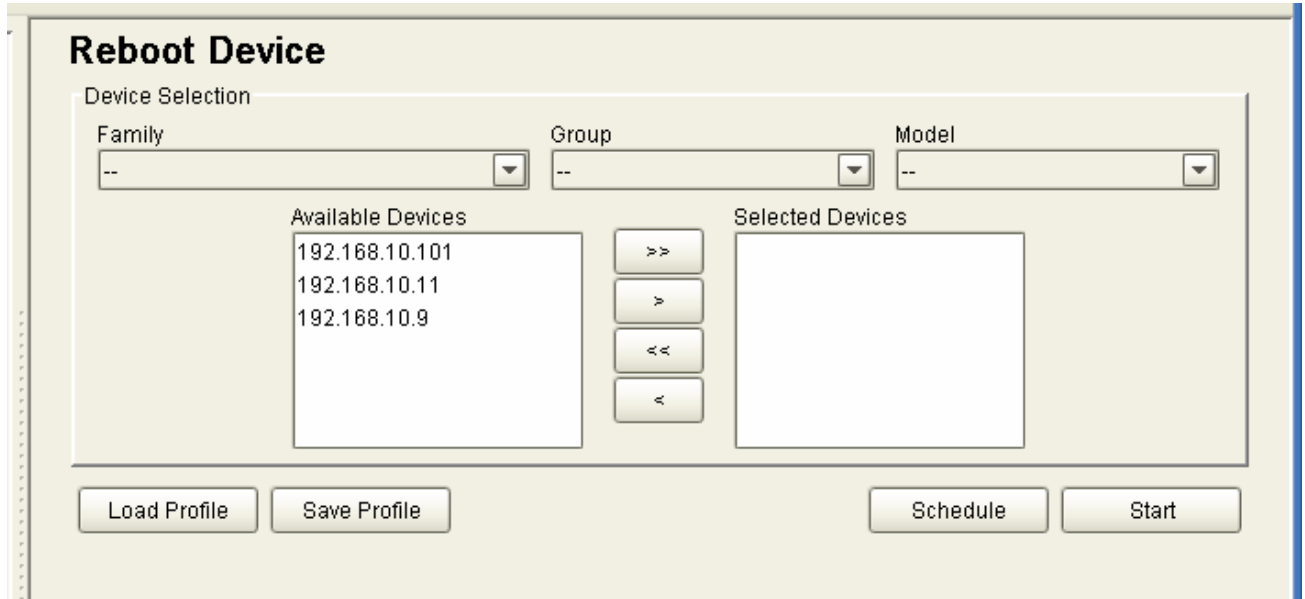 Reboot Device
Device Selection
Family Group Model
-- -- --
Available Devices Selected Devices
192.168.10.101
192.168.10.11
192.168.10.9
>>
>
<<
<
Load Profile Save Profile Schedule Start